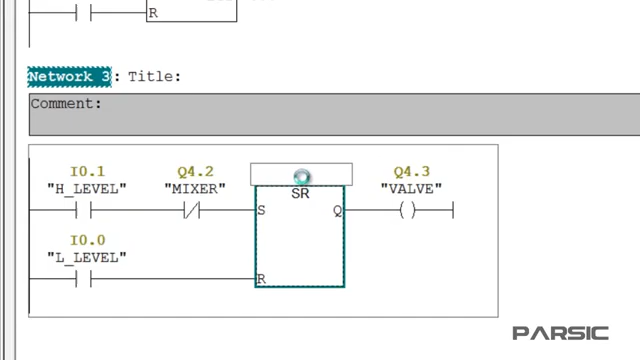 R
Network 3: Title:
Comment:
I0.1 Q4.2 Q4.3
"H_LEVEL" "MIXER" SR "VALVE"
S Q
I0.0
"L_LEVEL"
R
PARSIC